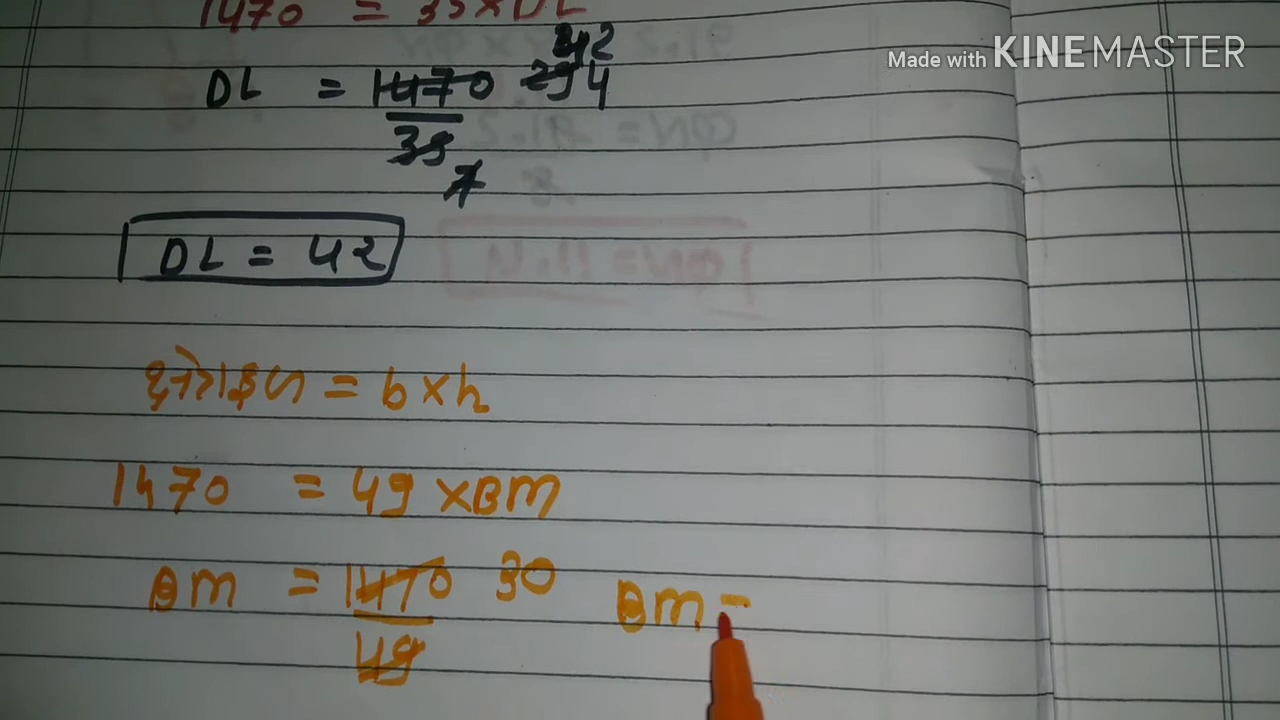 1470 = 35×DL
Made with KINEMASTER
DL = 1470 294 42
35
7
DL = 42
क्षेत्रफल = b×h
1470 = 49 ×BM
BM = 1470 30 BM=
49